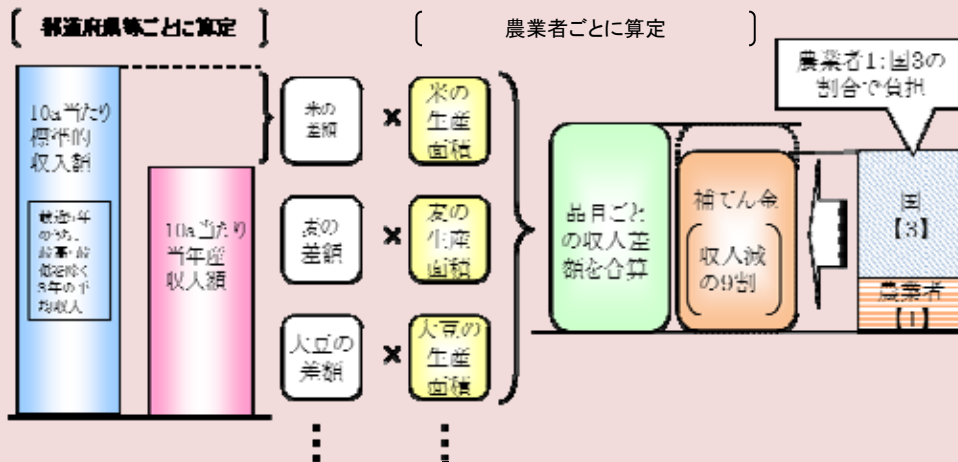 都道府県等ごとに算定
農業者ごとに算定
農業者1:国3の
割合で負担
10a当たり
標準的
収入額
最近5年
のうち、
最高・最
低を除く
3年の平
均収入
10a当たり
当年産
収入額
米の
差額
×
米の
生産
面積
麦の
差額
×
麦の
生産
面積
大豆の
差額
×
大豆の
生産
面積
品目ごと
の収入差
額を合算
補てん金
収入減
の9割
国
【3】
農業者
【1】